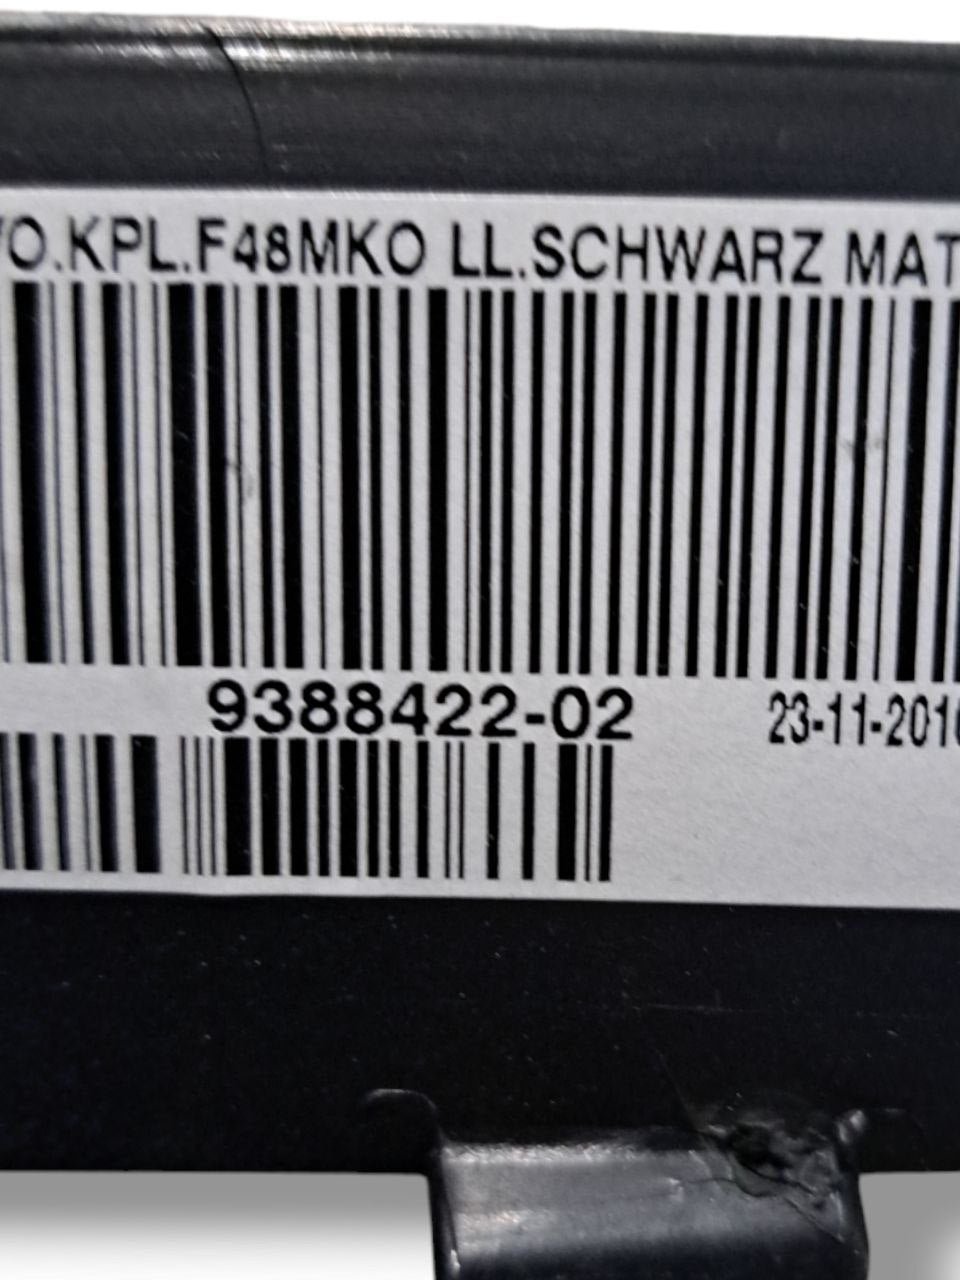 O.KPL.F48MKO LL.SCHWARZ MAT
9388422-02
23-11-201